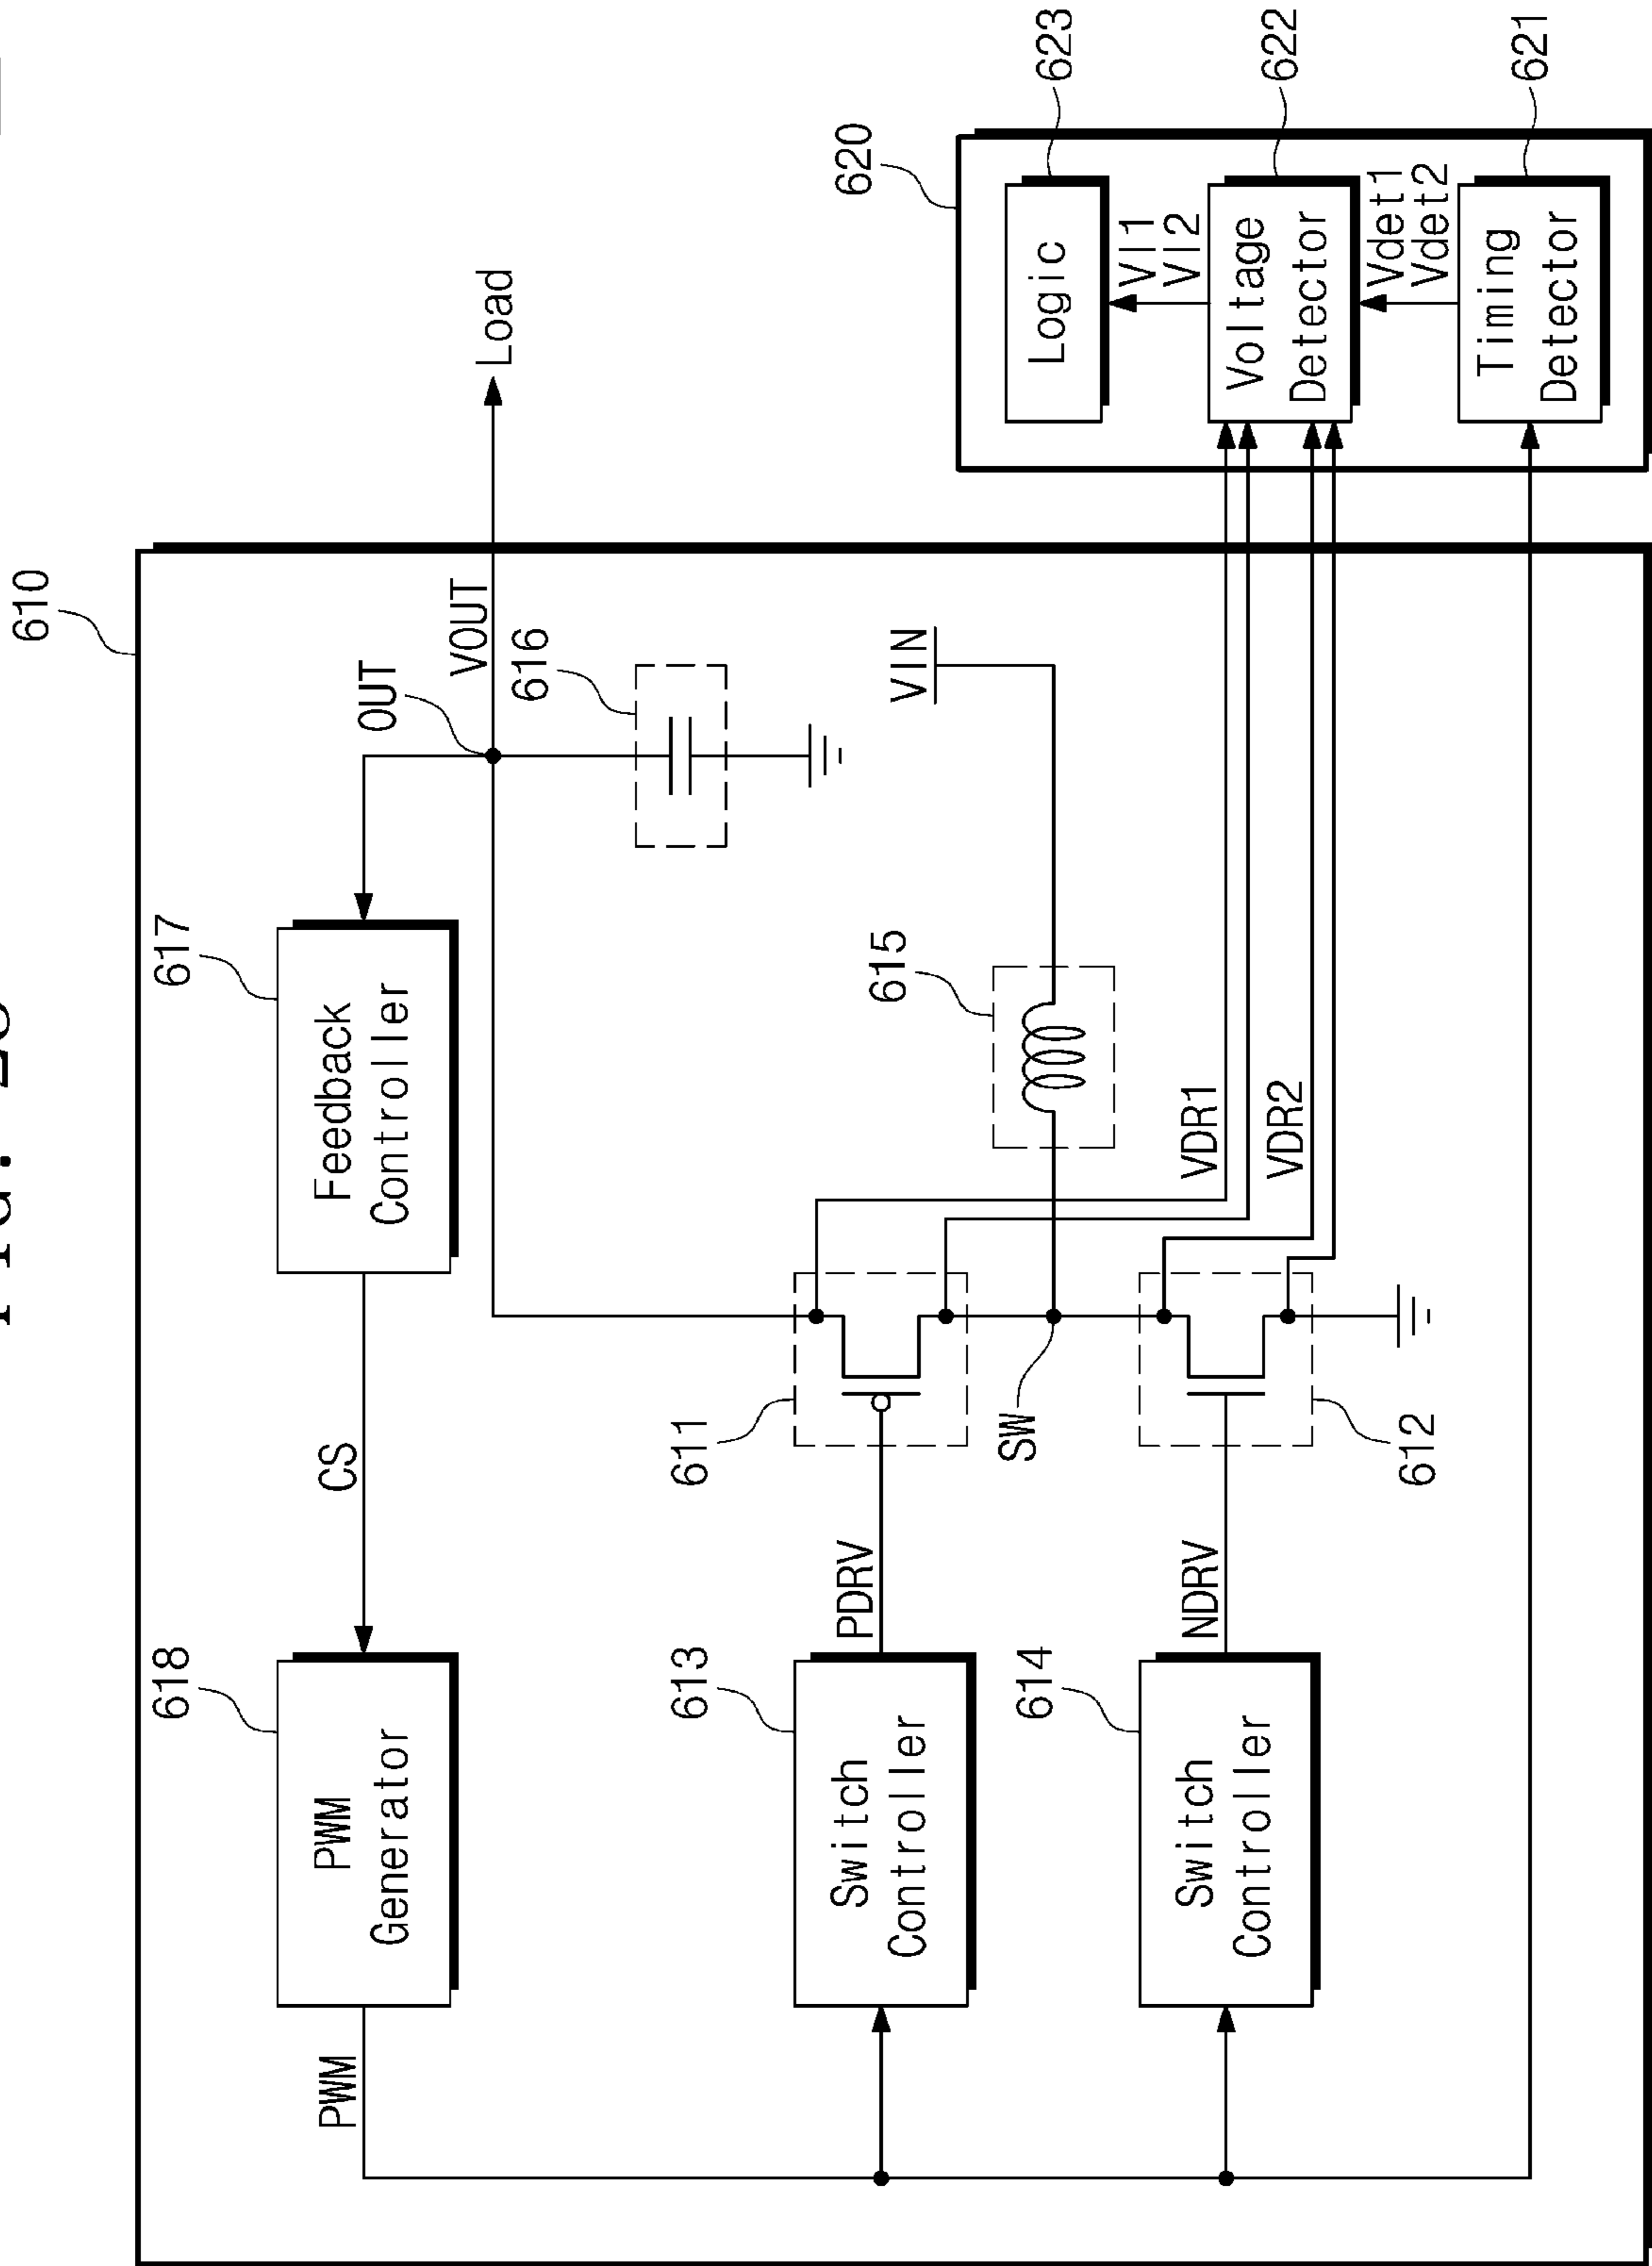 610
618
617
PWM
PWM
Generator
CS
Feedback
Controller
OUT
VOUT
Load
616
611
613
Switch
Controller
PDRV
615
VIN
620
SW
614
Logic
623
Switch
Controller
NDRV
VDR1
VDR2
VI1
VI2
Voltage
Detector
622
612
Vdet1
Vdet2
Timing
Detector
621